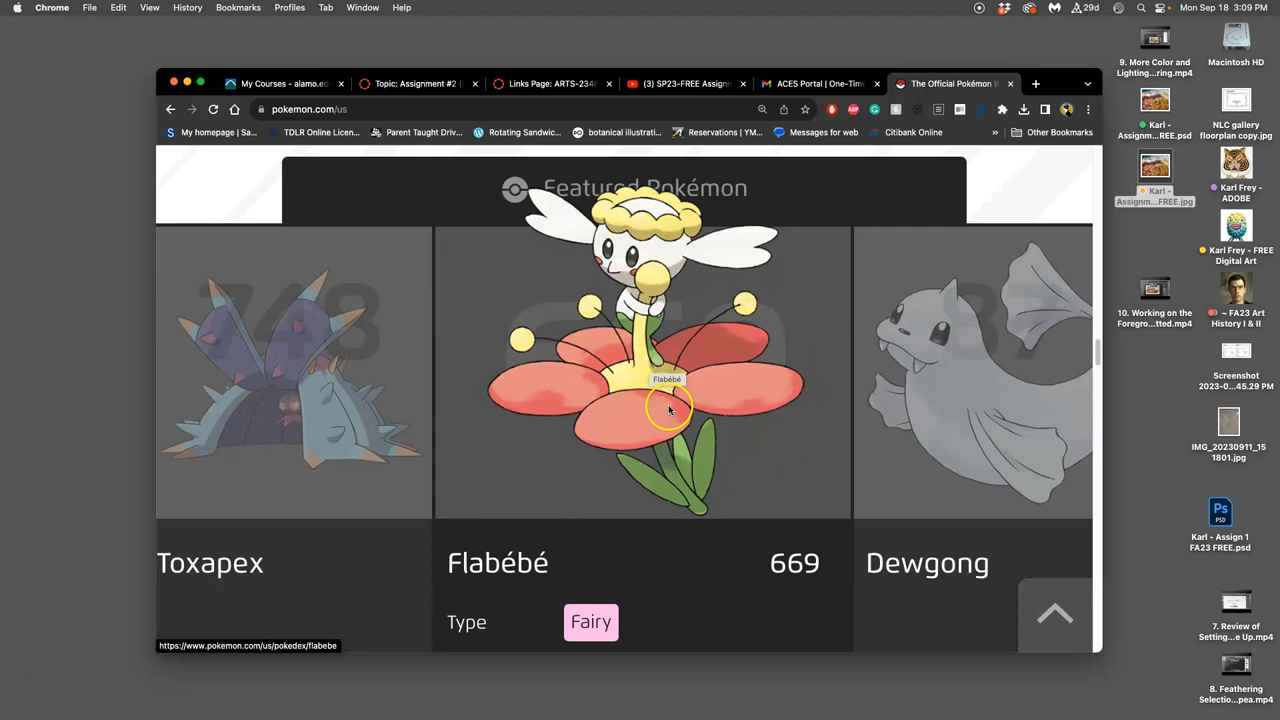 Chrome File Edit View History Bookmarks Profiles Tab Window Help 29d Mon Sep 18 3:09 PM
My Courses - alamo.ed
Topic: Assignment #2 (
Links Page: ARTS-2348
(3) SP23-FREE Assignm
ACES Portal | One-Time
The Official Pokémon W
pokemon.com/us
My homepage | Sa...
TDLR Online Licen...
Parent Taught Driv...
Rotating Sandwic...
botanical illustrati...
Reservations | YM...
Messages for web
Citibank Online
»
Other Bookmarks
Featured Pokémon
748
Flabébé
Toxapex
Flabébé 669
Dewgong
Type Fairy
https://www.pokemon.com/us/pokedex/flabebe
9. More Color and
Lighting...ring.mp4
Macintosh HD
Karl -
Assignm...REE.psd
NLC gallery
floorplan copy.jpg
Karl -
Assignm...FREE.jpg
Karl Frey -
ADOBE
Karl Frey - FREE
Digital Art
10. Working on the
Foregro...tted.mp4
~ FA23 Art
History I & II
Screenshot
2023-0...45.29 PM
IMG_20230911_15
1801.jpg
Ps
PSD
Karl - Assign 1
FA23 FREE.psd
7. Review of
Setting...e Up.mp4
8. Feathering
Selectio...pea.mp4